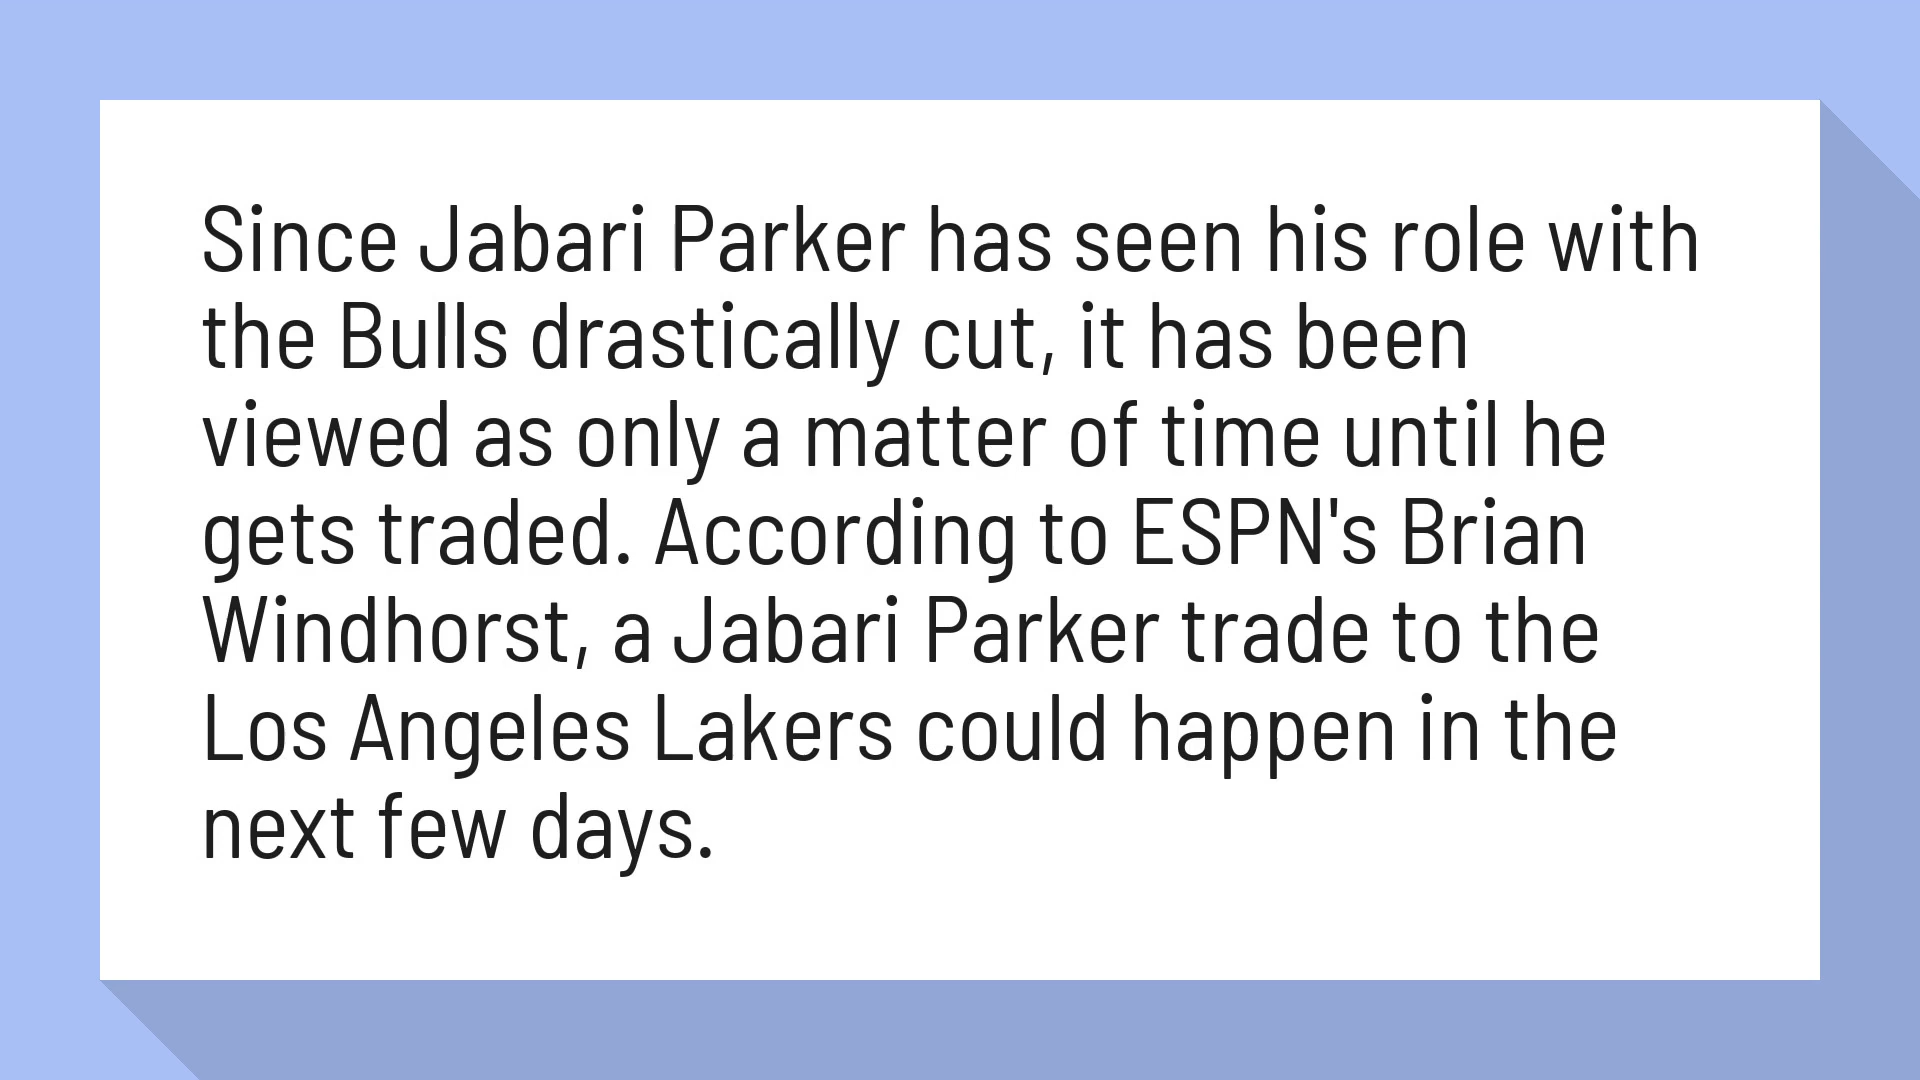 Since Jabari Parker has seen his role with
the Bulls drastically cut, it has been
viewed as only a matter of time until he
gets traded. According to ESPN's Brian
Windhorst, a Jabari Parker trade to the
Los Angeles Lakers could happen in the
next few days.